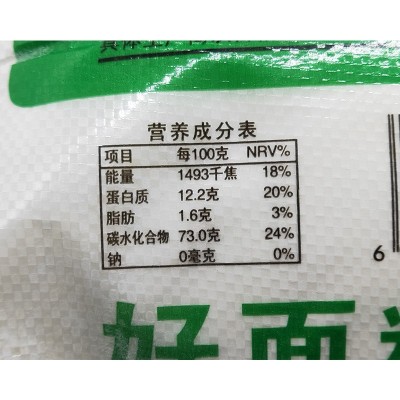 营养成分表
项目 每100克 NRV%
能量 1493千焦 18%
蛋白质 12.2克 20%
脂肪 1.6克 3%
碳水化合物 73.0克 24%
钠 0毫克 0%
6
好面